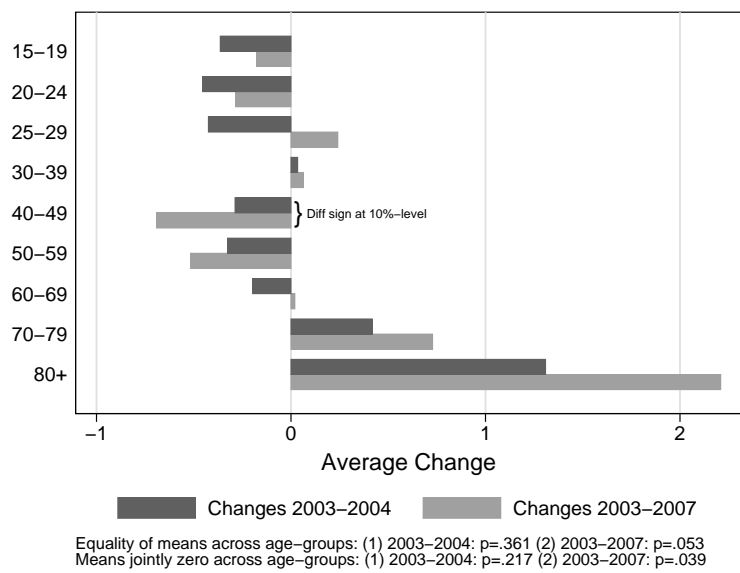 15−19
20−24
25−29
30−39
40−49
Diff sign at 10%−level
50−59
60−69
70−79
80+
−1 0 1 2
Average Change
Changes 2003−2004 Changes 2003−2007
Equality of means across age−groups: (1) 2003−2004: p=.361 (2) 2003−2007: p=.053
Means jointly zero across age−groups: (1) 2003−2004: p=.217 (2) 2003−2007: p=.039